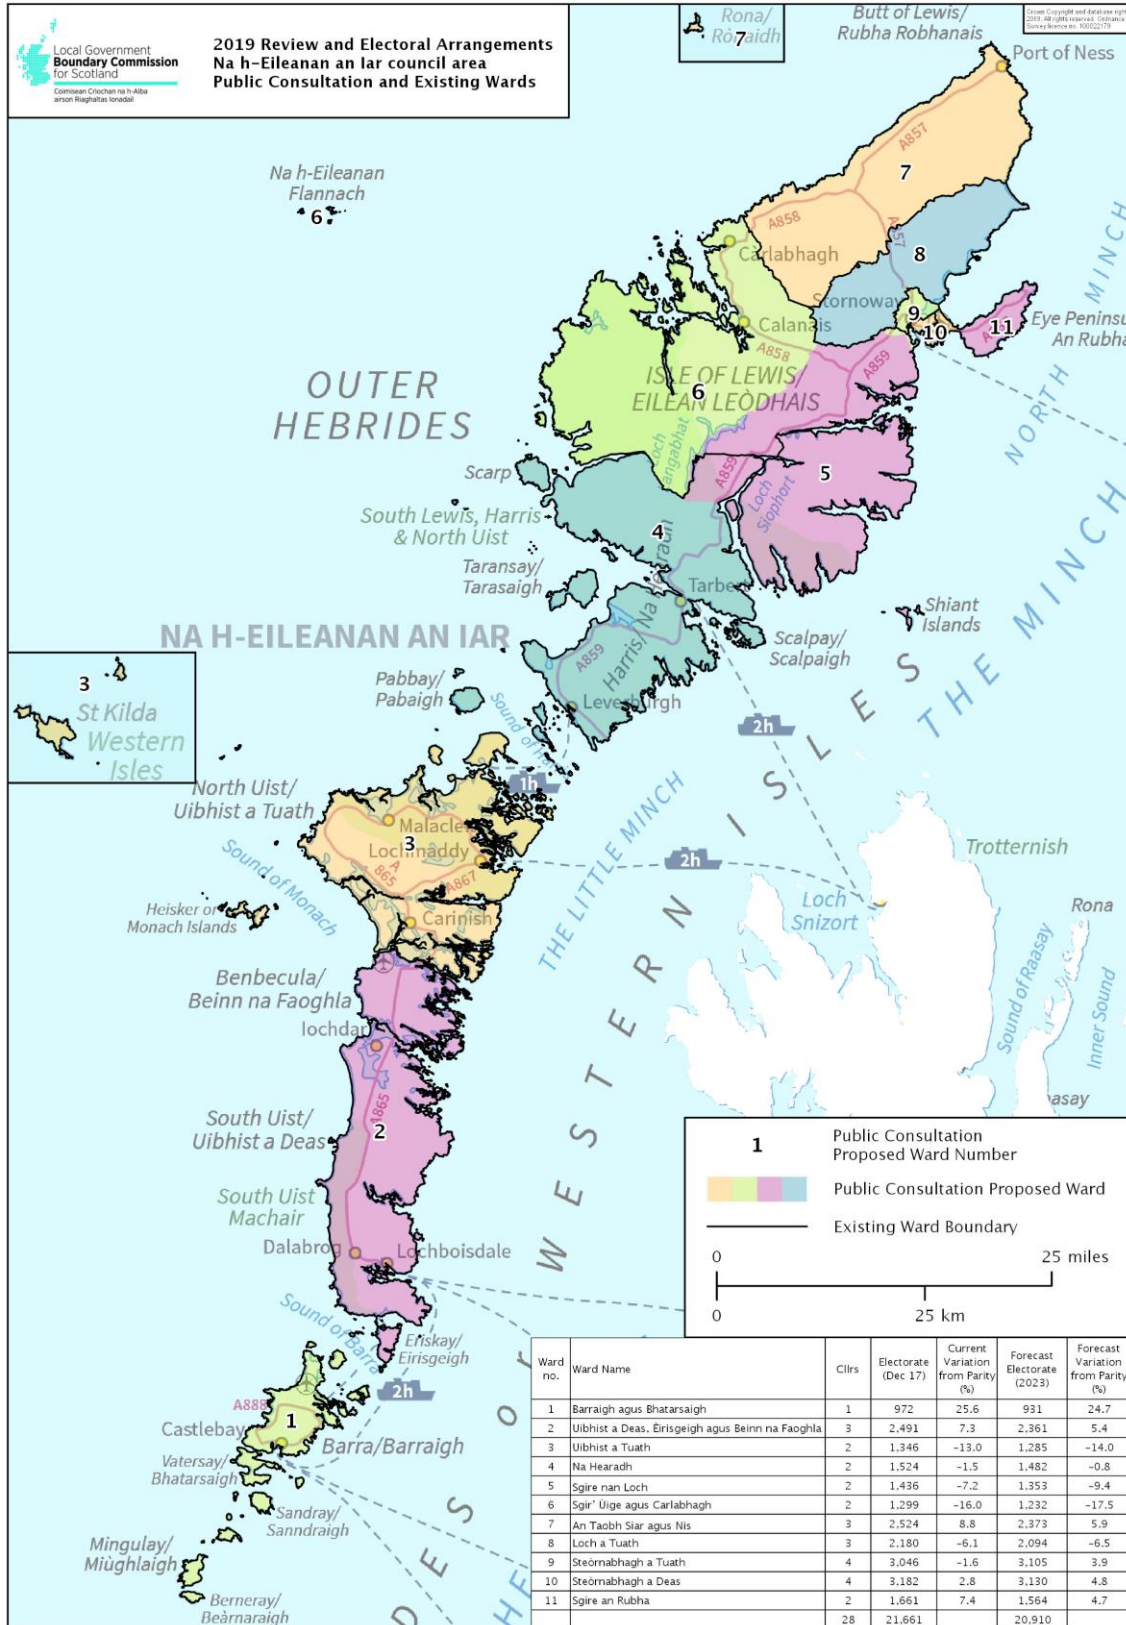 Local Government
Boundary Commission
for Scotland
Coimisean Crìochan na h-Alba
airson Riaghaltas Ionadail
2019 Review and Electoral Arrangements
Na h-Eileanan an Iar council area
Public Consultation and Existing Wards
Rona/
Rònaidh
7
Butt of Lewis/
Rubha Robhanais
Port of Ness
A857
7
Na h-Eileanan
Flannach
6
A858
Càrlabhagh
8
Stornoway
9
10
11
Eye Peninsu
An Rubha
Calanais
A858
A859
OUTER
HEBRIDES
ISLE OF LEWIS/
EILEAN LEÒDHAIS
6
NORTH MINCH
Scarp
A859
Loch
Siophort
5
South Lewis, Harris
& North Uist
4
Taransay/
Tarasaigh
Tarbert
Harris/
Shiant
Islands
THE MINCH
NA H-EILEANAN AN IAR
Scalpay/
Scalpaigh
A859
Pabbay/
Pabaigh
Leverburgh
3
St Kilda
Western
Isles
2h
1h
North Uist/
Uibhist a Tuath
Malaclete
3
Lochmaddy
A
865
A867
2h
THE LITTLE MINCH
Trotternish
Sound of Monach
Loch
Snizort
Heisker or
Monach Islands
Carinish
Rona
Sound of Raasay
Inner Sound
Benbecula/
Beinn na Faoghla
Iochdar
WESTERN ISLES
South Uist/
Uibhist a Deas
2
South Uist
Machair
Dalabrog
Lochboisdale
Sound of Barra
Eriskay/
Eirisgeigh
2h
A888
1
Castlebay
Barra/Barraigh
Vatersay/
Bhatarsaigh
Sandray/
Sanndraigh
Mingulay/
Miùghlaigh
Berneray/
Beàrnaraigh
1 Public Consultation
Proposed Ward Number
Public Consultation Proposed Ward
Existing Ward Boundary
0 25 miles
0 25 km
Ward no. Ward Name Cllrs Electorate (Dec 17) Current Variation from Parity (%) Forecast Electorate (2023) Forecast Variation from Parity (%)
1 Barraigh agus Bhatarsaigh 1 972 25.6 931 24.7
2 Uibhist a Deas, Èirisgeigh agus Beinn na Faoghla 3 2,491 7.3 2,361 5.4
3 Uibhist a Tuath 2 1,346 -13.0 1,285 -14.0
4 Na Hearadh 2 1,524 -1.5 1,482 -0.8
5 Sgire nan Loch 2 1,436 -7.2 1,353 -9.4
6 Sgir' Ùige agus Carlabhagh 2 1,299 -16.0 1,232 -17.5
7 An Taobh Siar agus Nis 3 2,524 8.8 2,373 5.9
8 Loch a Tuath 3 2,180 -6.1 2,094 -6.5
9 Steòrnabhagh a Tuath 4 3,046 -1.6 3,105 3.9
10 Steòrnabhagh a Deas 4 3,182 2.8 3,130 4.8
11 Sgire an Rubha 2 1,661 7.4 1,564 4.7
28 21,661 20,910